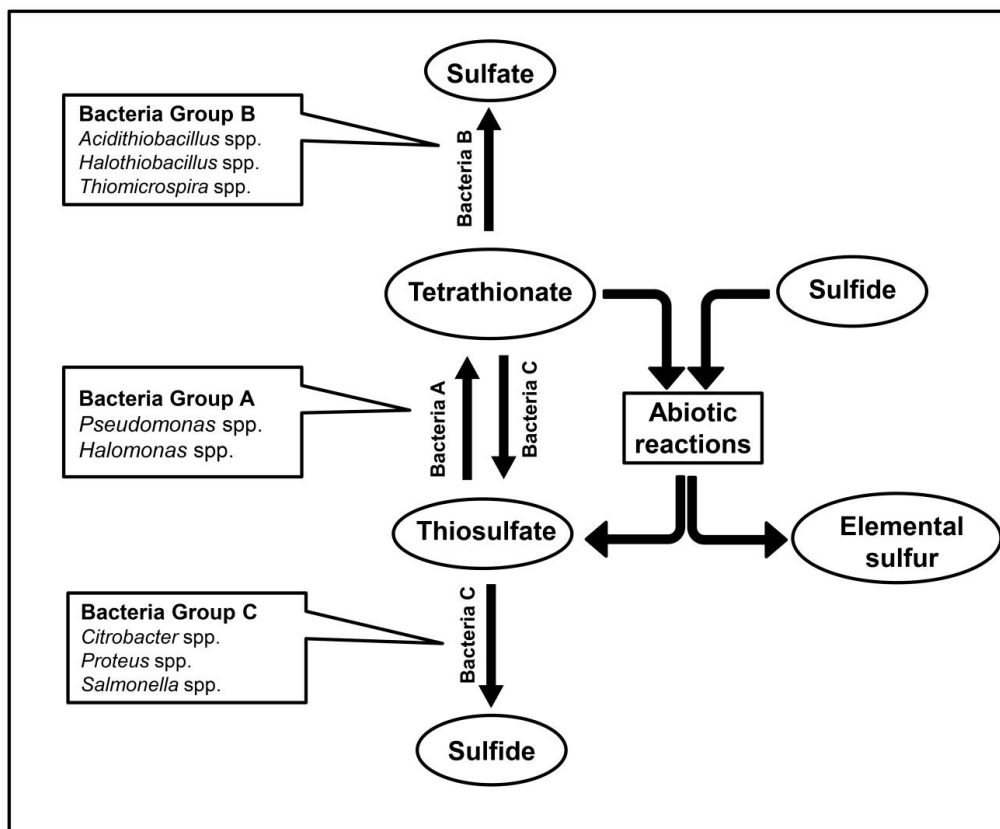 Sulfate
Bacteria Group B
Acidithiobacillus spp.
Halothiobacillus spp.
Thiomicrospira spp.
Bacteria B
Tetrathionate
Sulfide
Bacteria Group A
Pseudomonas spp.
Halomonas spp.
Bacteria A
Bacteria C
Abiotic
reactions
Thiosulfate
Elemental
sulfur
Bacteria Group C
Citrobacter spp.
Proteus spp.
Salmonella spp.
Bacteria C
Sulfide